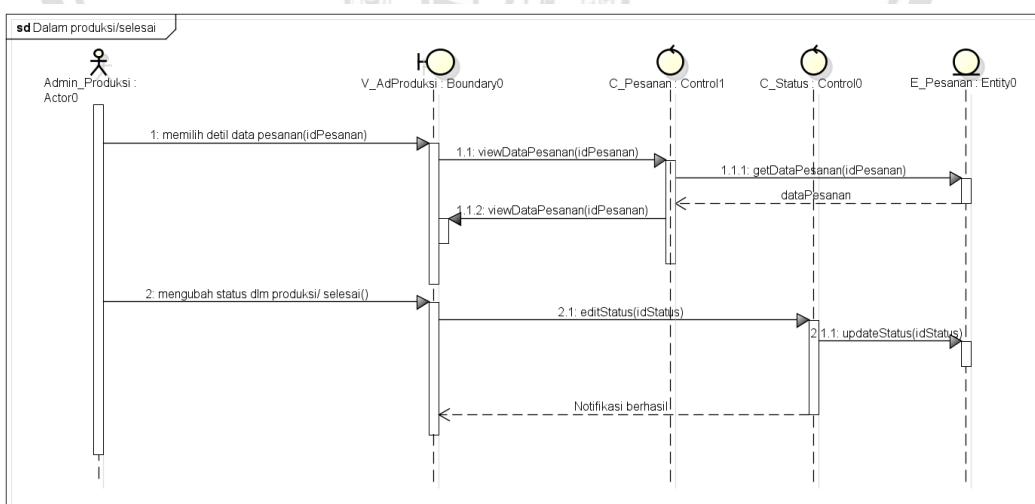 sd Dalam produksi/selesai
Admin_Produksi :
Actor0
V_AdProduksi : Boundary0
C_Pesanan : Control1
C_Status : Control0
E_Pesanan : Entity0
1: memilih detil data pesanan(idPesanan)
1.1: viewDataPesanan(idPesanan)
1.1.1: getDataPesanan(idPesanan)
dataPesanan
1.1.2: viewDataPesanan(idPesanan)
2: mengubah status dlm produksi/ selesai()
2.1: editStatus(idStatus)
2.1.1: updateStatus(idStatus)
Notifikasi berhasil